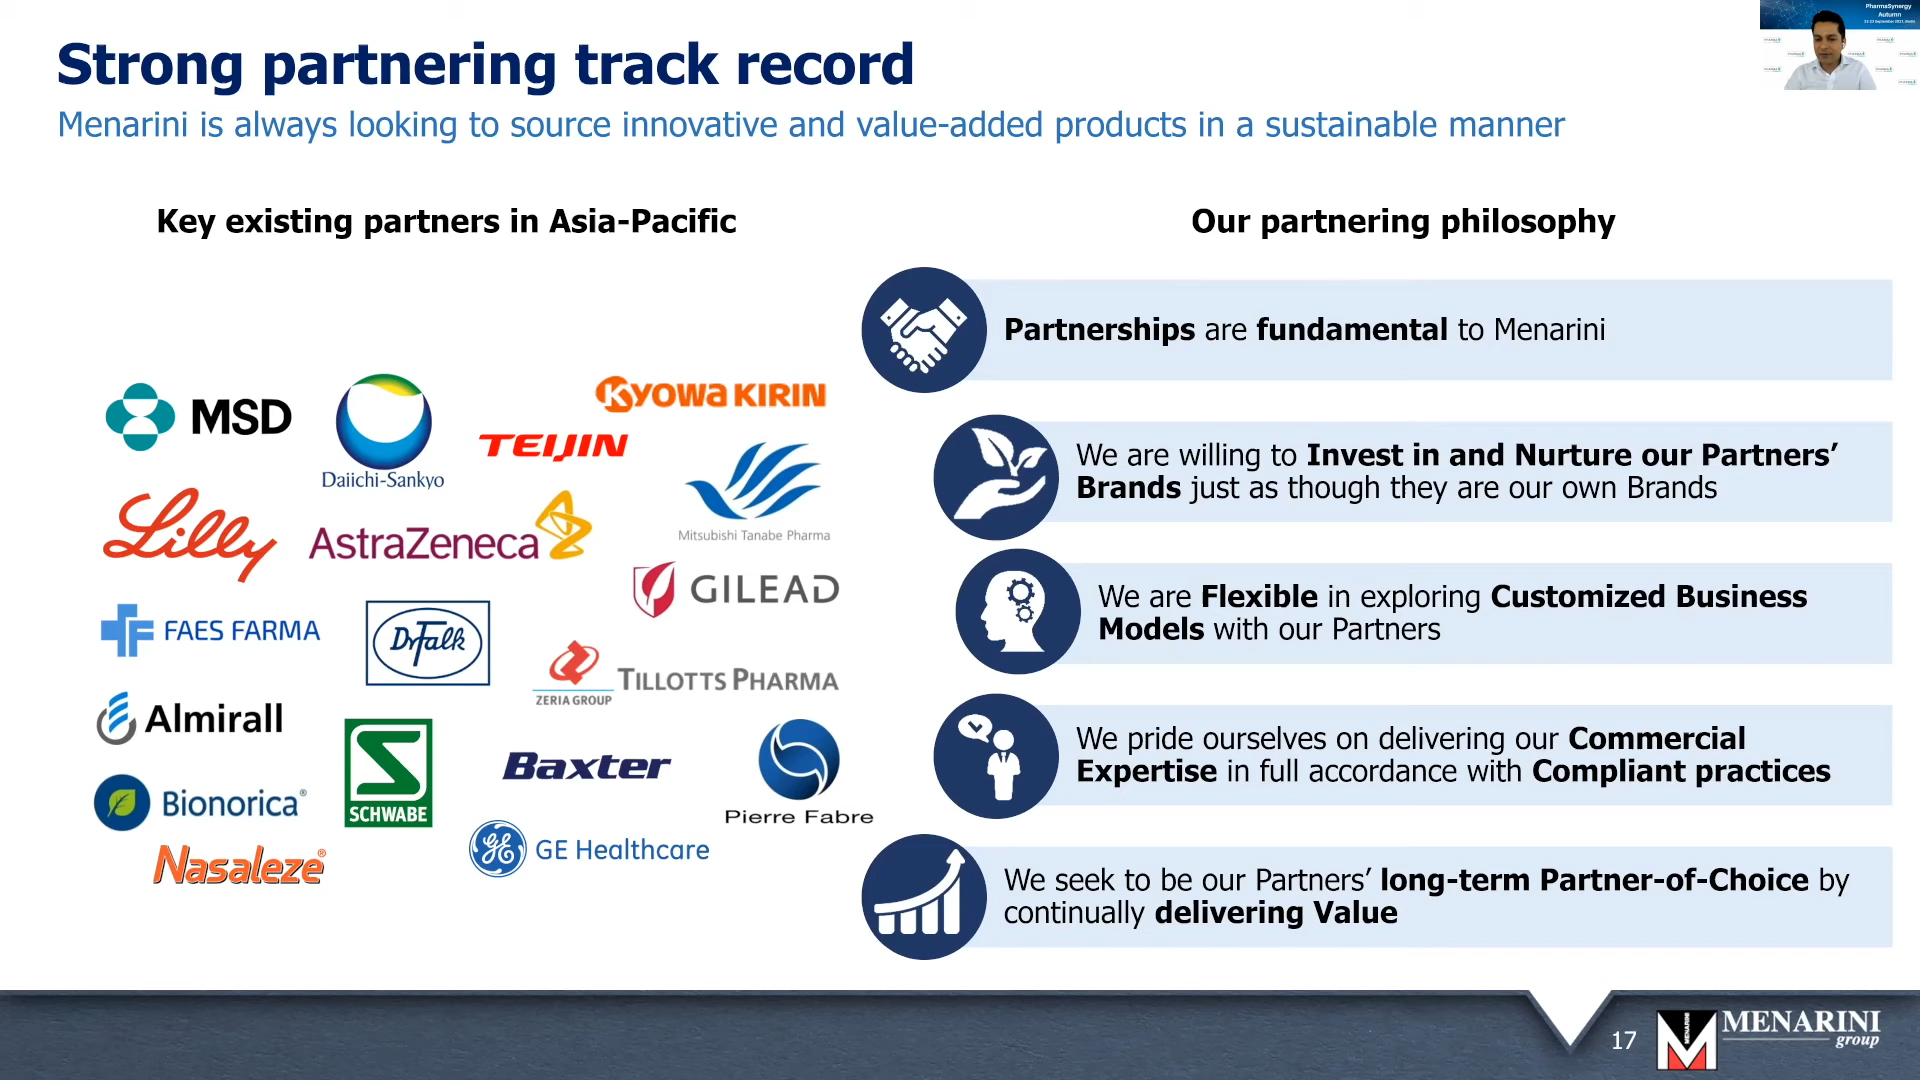 PharmaSynergy
Autumn
Strong partnering track record
Menarini is always looking to source innovative and value-added products in a sustainable manner
Key existing partners in Asia-Pacific
MSD
Daiichi-Sankyo
KYOWA KIRIN
TEIJIN
Mitsubishi Tanabe Pharma
Lilly
AstraZeneca
GILEAD
FAES FARMA
Dr Falk
ZERIA GROUP
TILLOTTS PHARMA
Almirall
SCHWABE
Baxter
Pierre Fabre
Bionorica®
GE Healthcare
Nasaleze®
Our partnering philosophy
Partnerships are fundamental to Menarini
We are willing to Invest in and Nurture our Partners’
Brands just as though they are our own Brands
We are Flexible in exploring Customized Business
Models with our Partners
We pride ourselves on delivering our Commercial
Expertise in full accordance with Compliant practices
We seek to be our Partners’ long-term Partner-of-Choice by
continually delivering Value
17
MENARINI
MENARINI
group